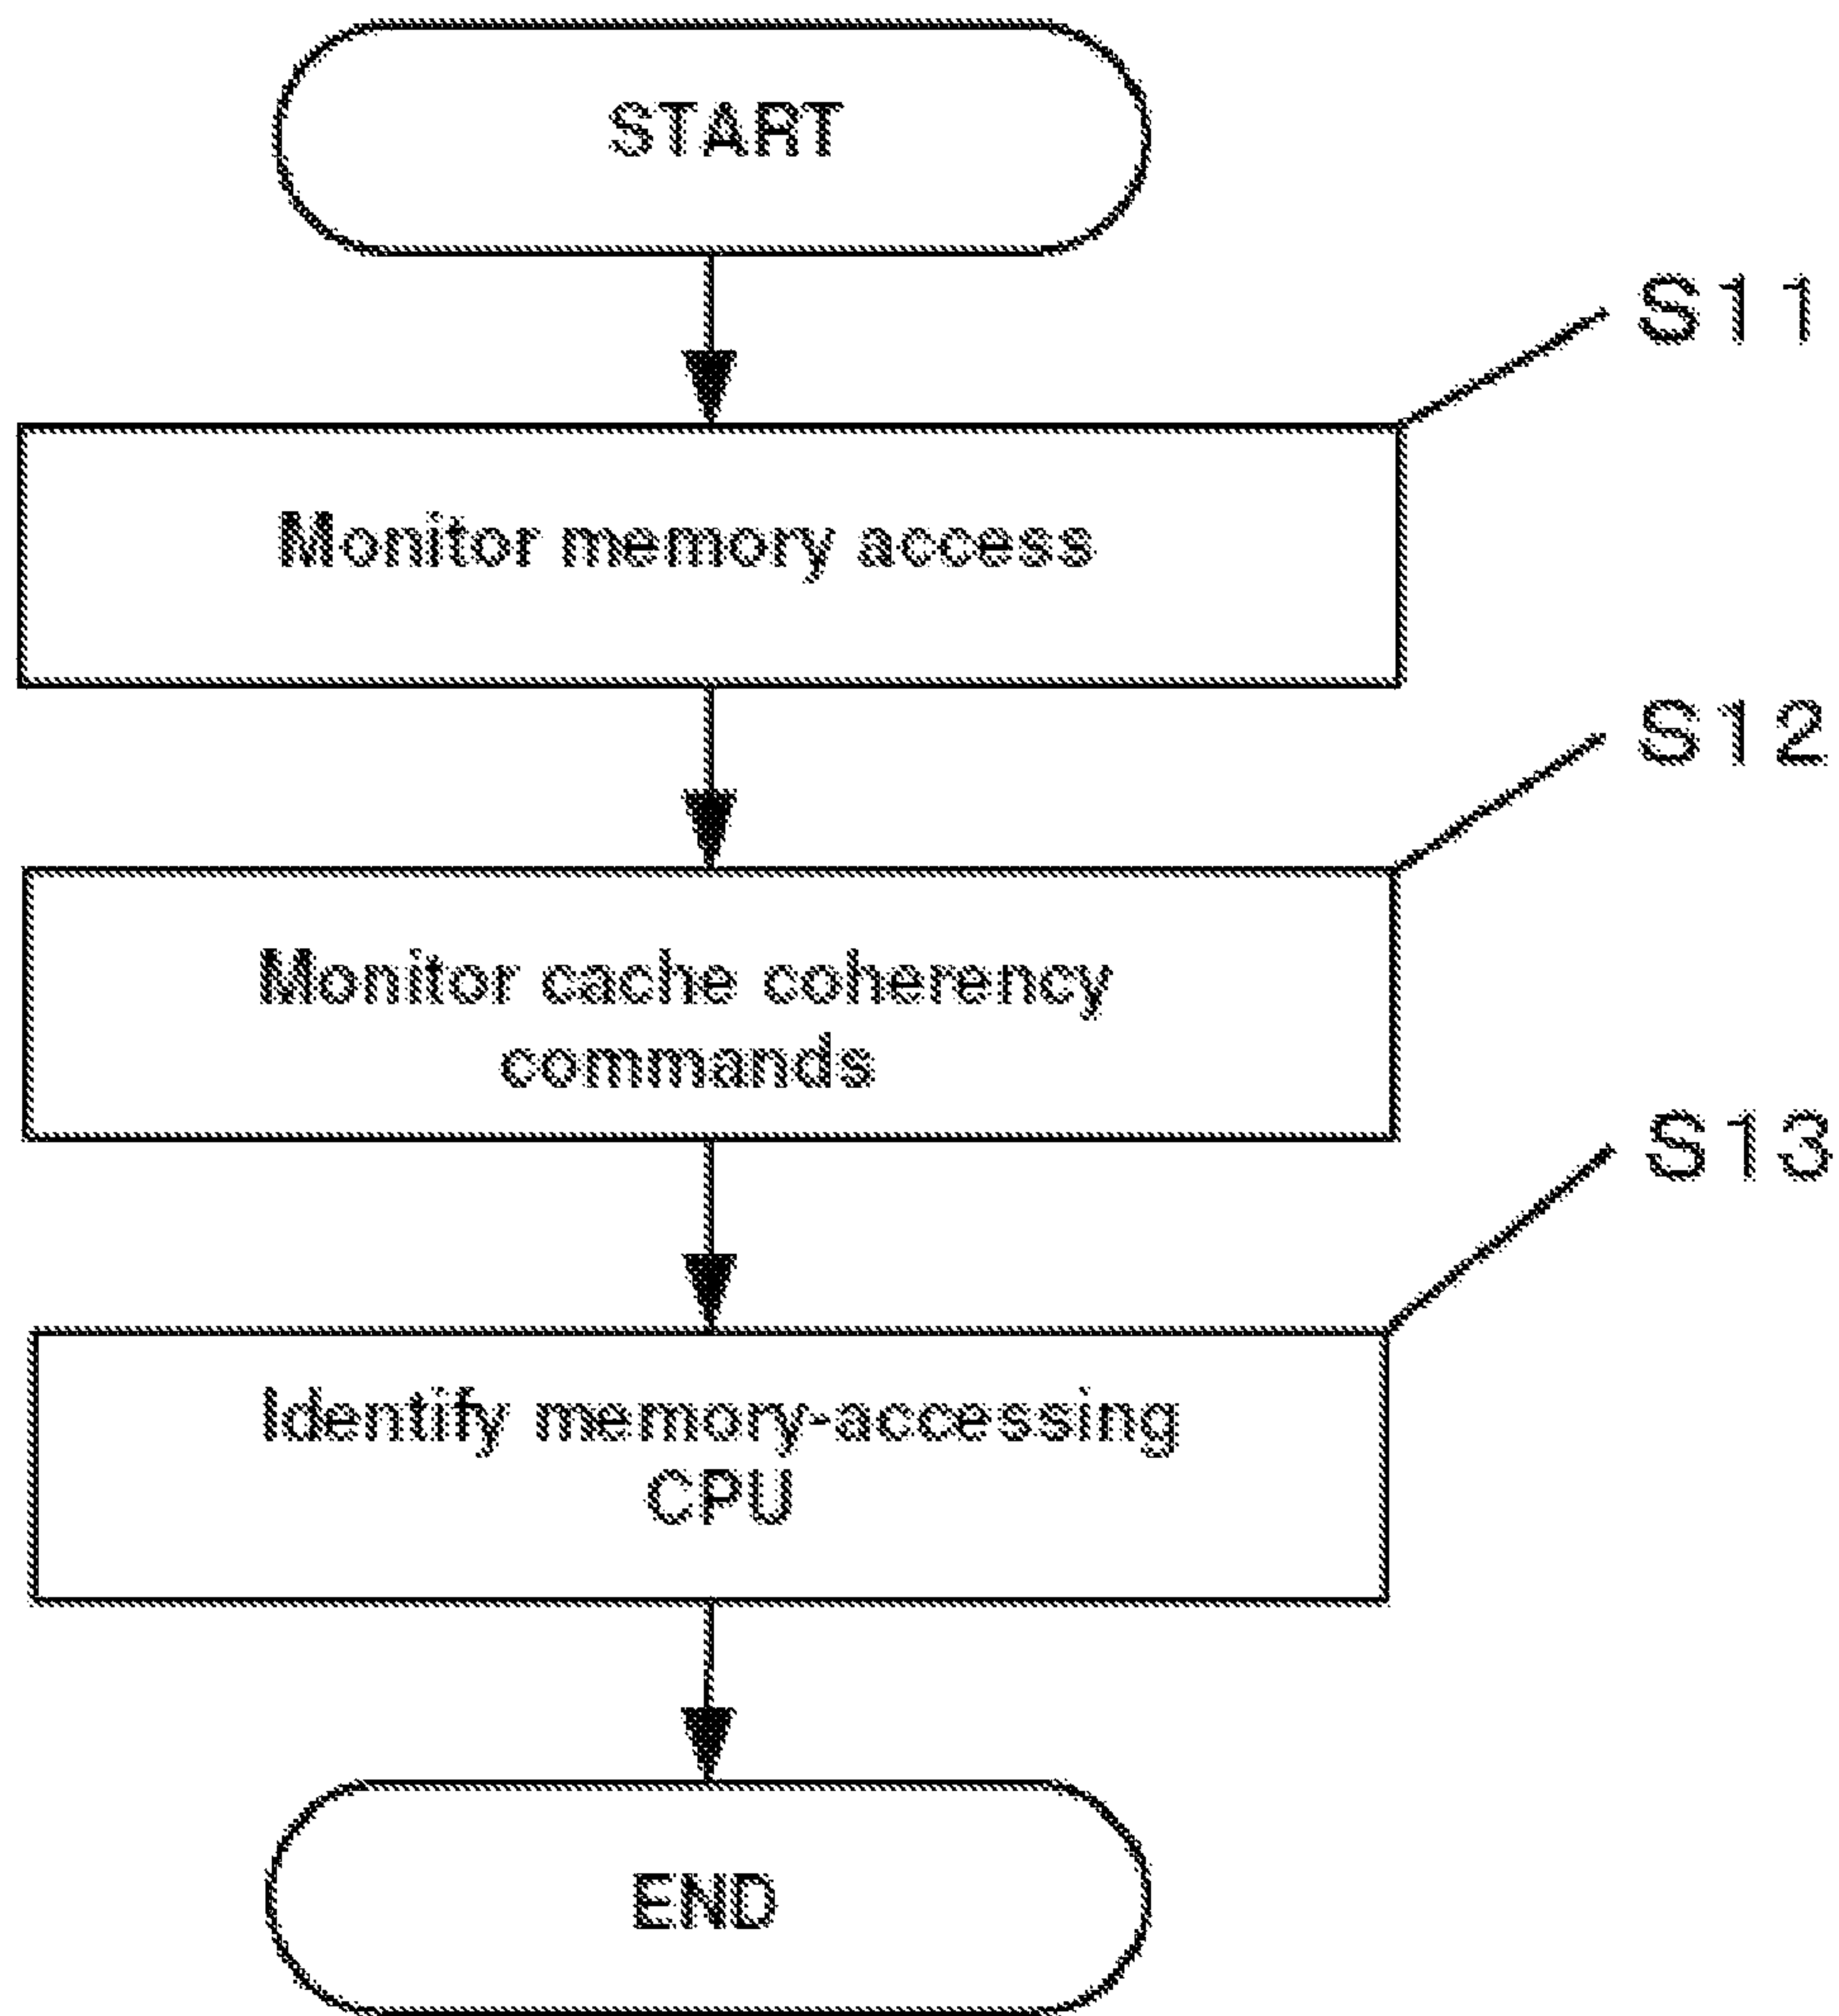 START
S11
Monitor memory access
S12
Monitor cache coherency
commands
S13
Identify memory-accessing
CPU
END